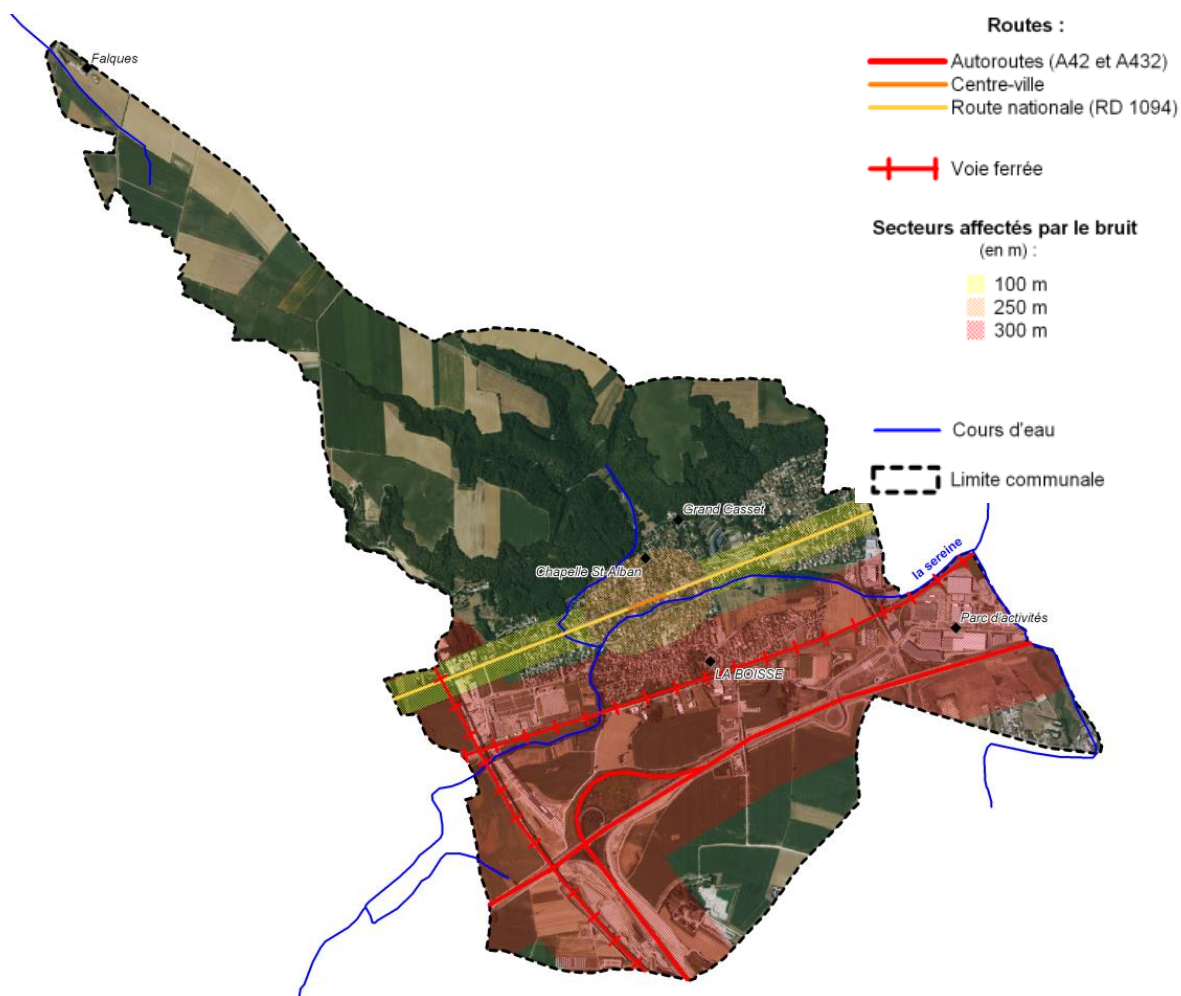 Falques
Routes :
Autoroutes (A42 et A432)
Centre-ville
Route nationale (RD 1094)
Voie ferrée
Secteurs affectés par le bruit
(en m) :
100 m
250 m
300 m
Cours d'eau
Limite communale
Grand Casset
Chapelle St-Alban
la sereine
Parc d'activités
LA BOISSE